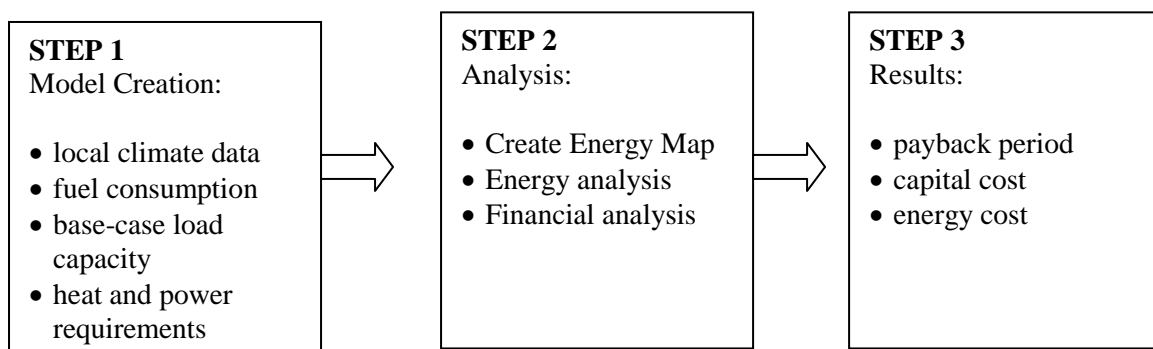 STEP 1
Model Creation:
• local climate data
• fuel consumption
• base-case load
capacity
• heat and power
requirements
STEP 2
Analysis:
• Create Energy Map
• Energy analysis
• Financial analysis
STEP 3
Results:
• payback period
• capital cost
• energy cost